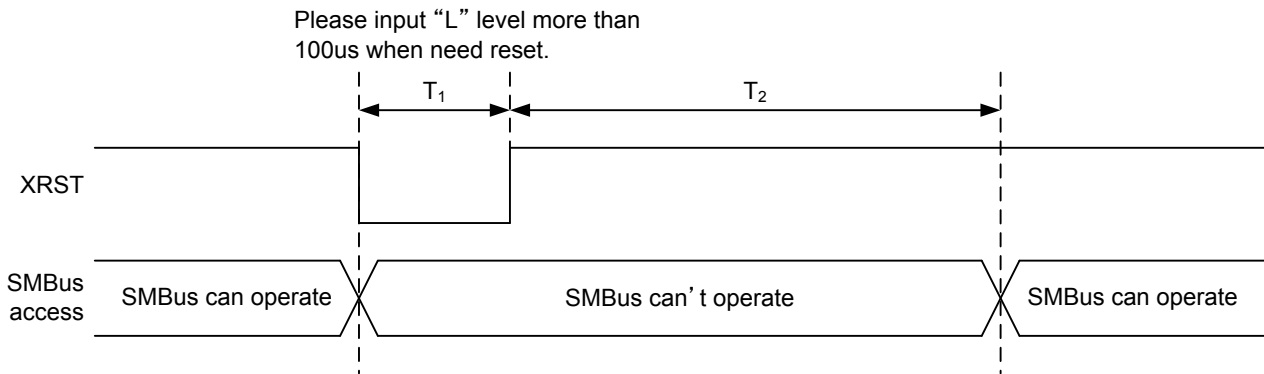 Please input “L” level more than
100us when need reset.
T₁
T₂
XRST
SMBus
access
SMBus can operate
SMBus can’t operate
SMBus can operate